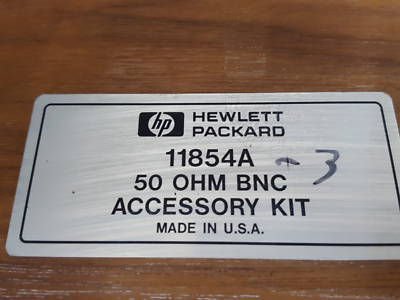 hp HEWLETT
PACKARD
11854A -3
50 OHM BNC
ACCESSORY KIT
MADE IN U.S.A.